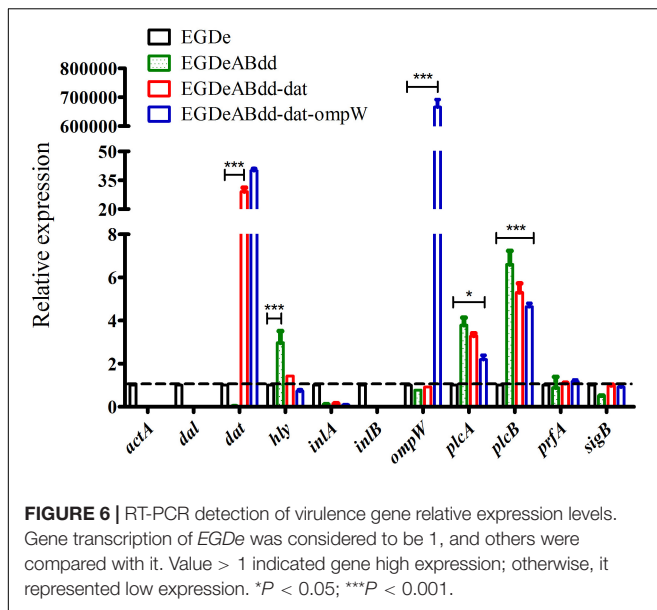 EGDe
EGDeABdd
EGDeABdd-dat
EGDeABdd-dat-ompW
Relative expression
800000
700000
600000
50
35
20
8
6
4
2
0
***
***
***
*
***
actA
dal
dat
hly
inlA
inlB
ompW
plcA
plcB
prfA
sigB
FIGURE 6 | RT-PCR detection of virulence gene relative expression levels.
Gene transcription of EGDe was considered to be 1, and others were
compared with it. Value > 1 indicated gene high expression; otherwise, it
represented low expression. *P < 0.05; ***P < 0.001.